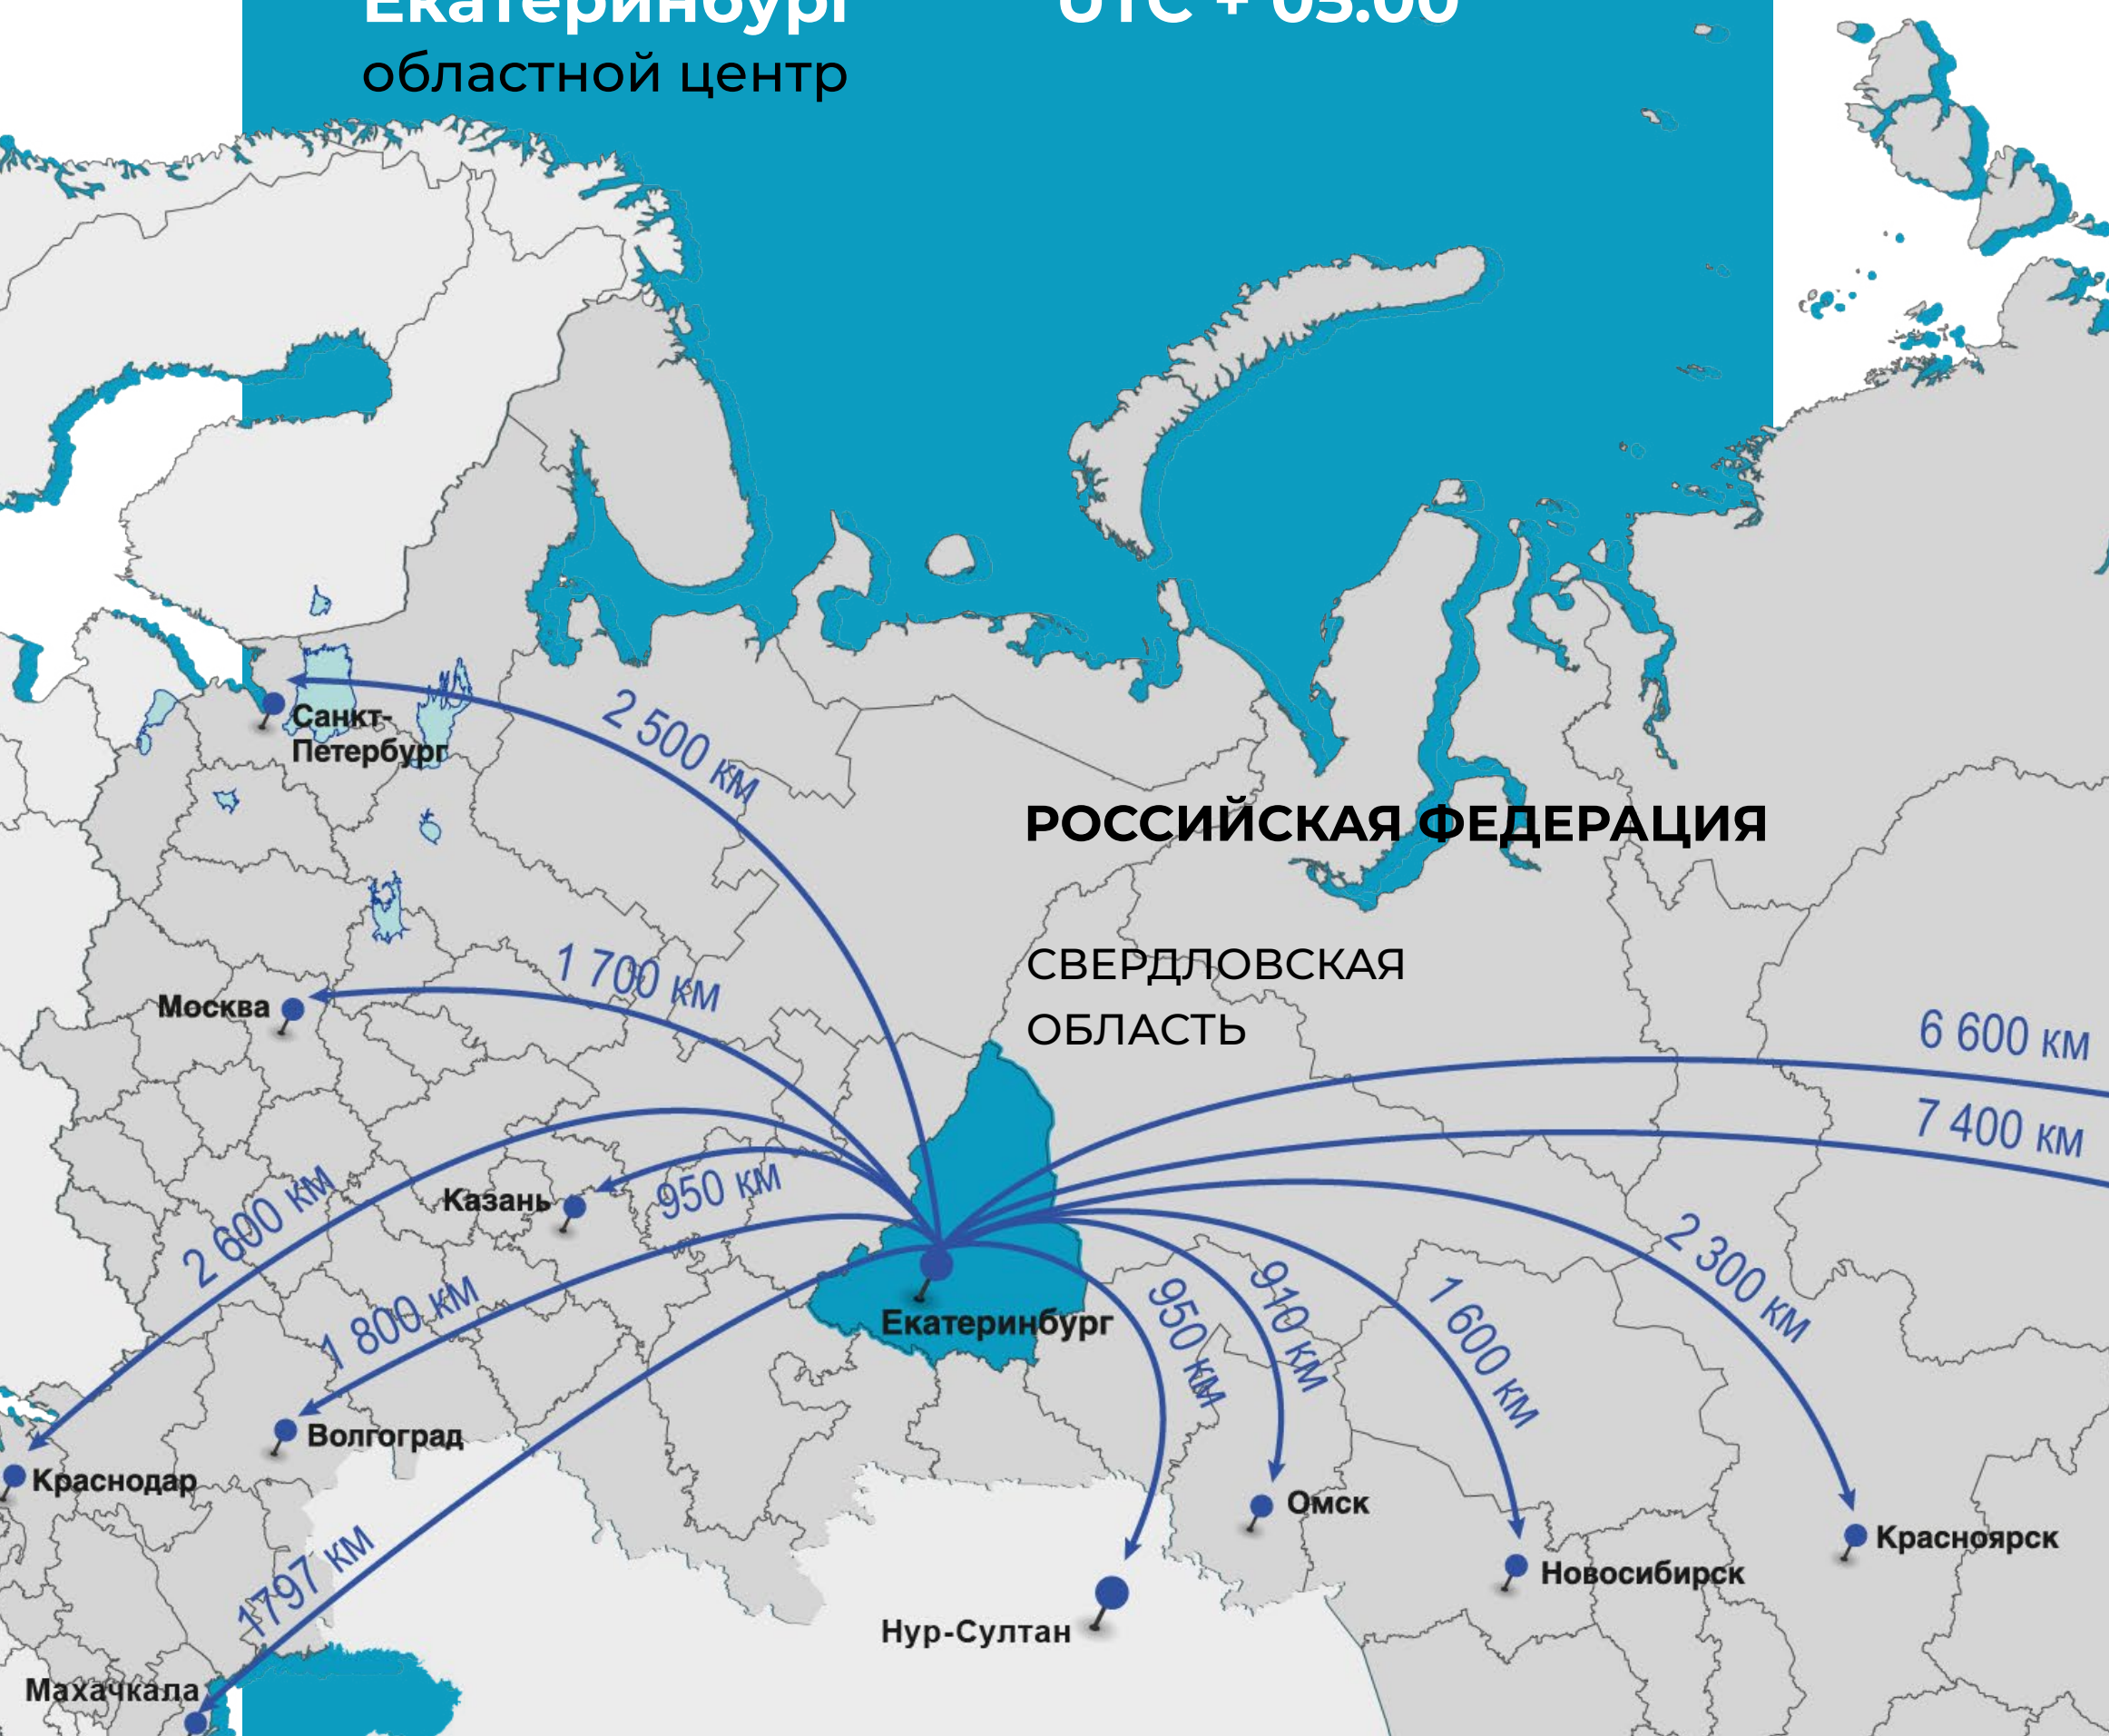 Екатеринбург
UTC + 05:00
областной центр
2 500 км
Санкт-
Петербург
РОССИЙСКАЯ ФЕДЕРАЦИЯ
СВЕРДЛОВСКАЯ
ОБЛАСТЬ
1 700 км
Москва
6 600 км
7 400 км
2 600 км
Казань
950 км
1 800 км
Екатеринбург
950 км
910 км
1 600 км
2 300 км
Волгоград
Краснодар
Омск
Красноярск
Новосибирск
1797 км
Нур-Султан
Махачкала